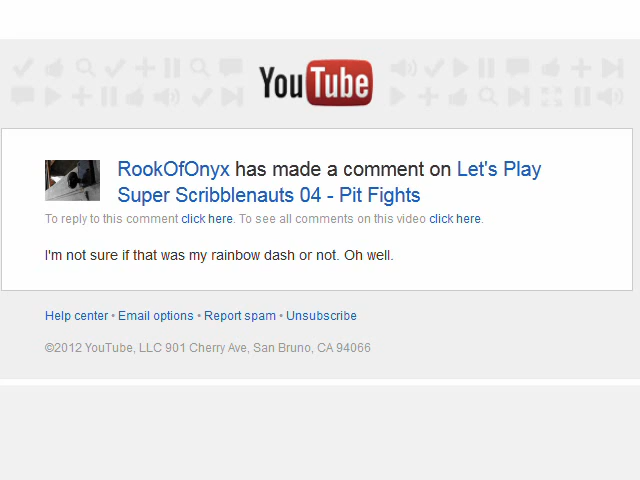 YouTube
RookOfOnyx has made a comment on Let's Play
Super Scribblenauts 04 - Pit Fights
To reply to this comment click here. To see all comments on this video click here.
I'm not sure if that was my rainbow dash or not. Oh well.
Help center • Email options • Report spam • Unsubscribe
©2012 YouTube, LLC 901 Cherry Ave, San Bruno, CA 94066